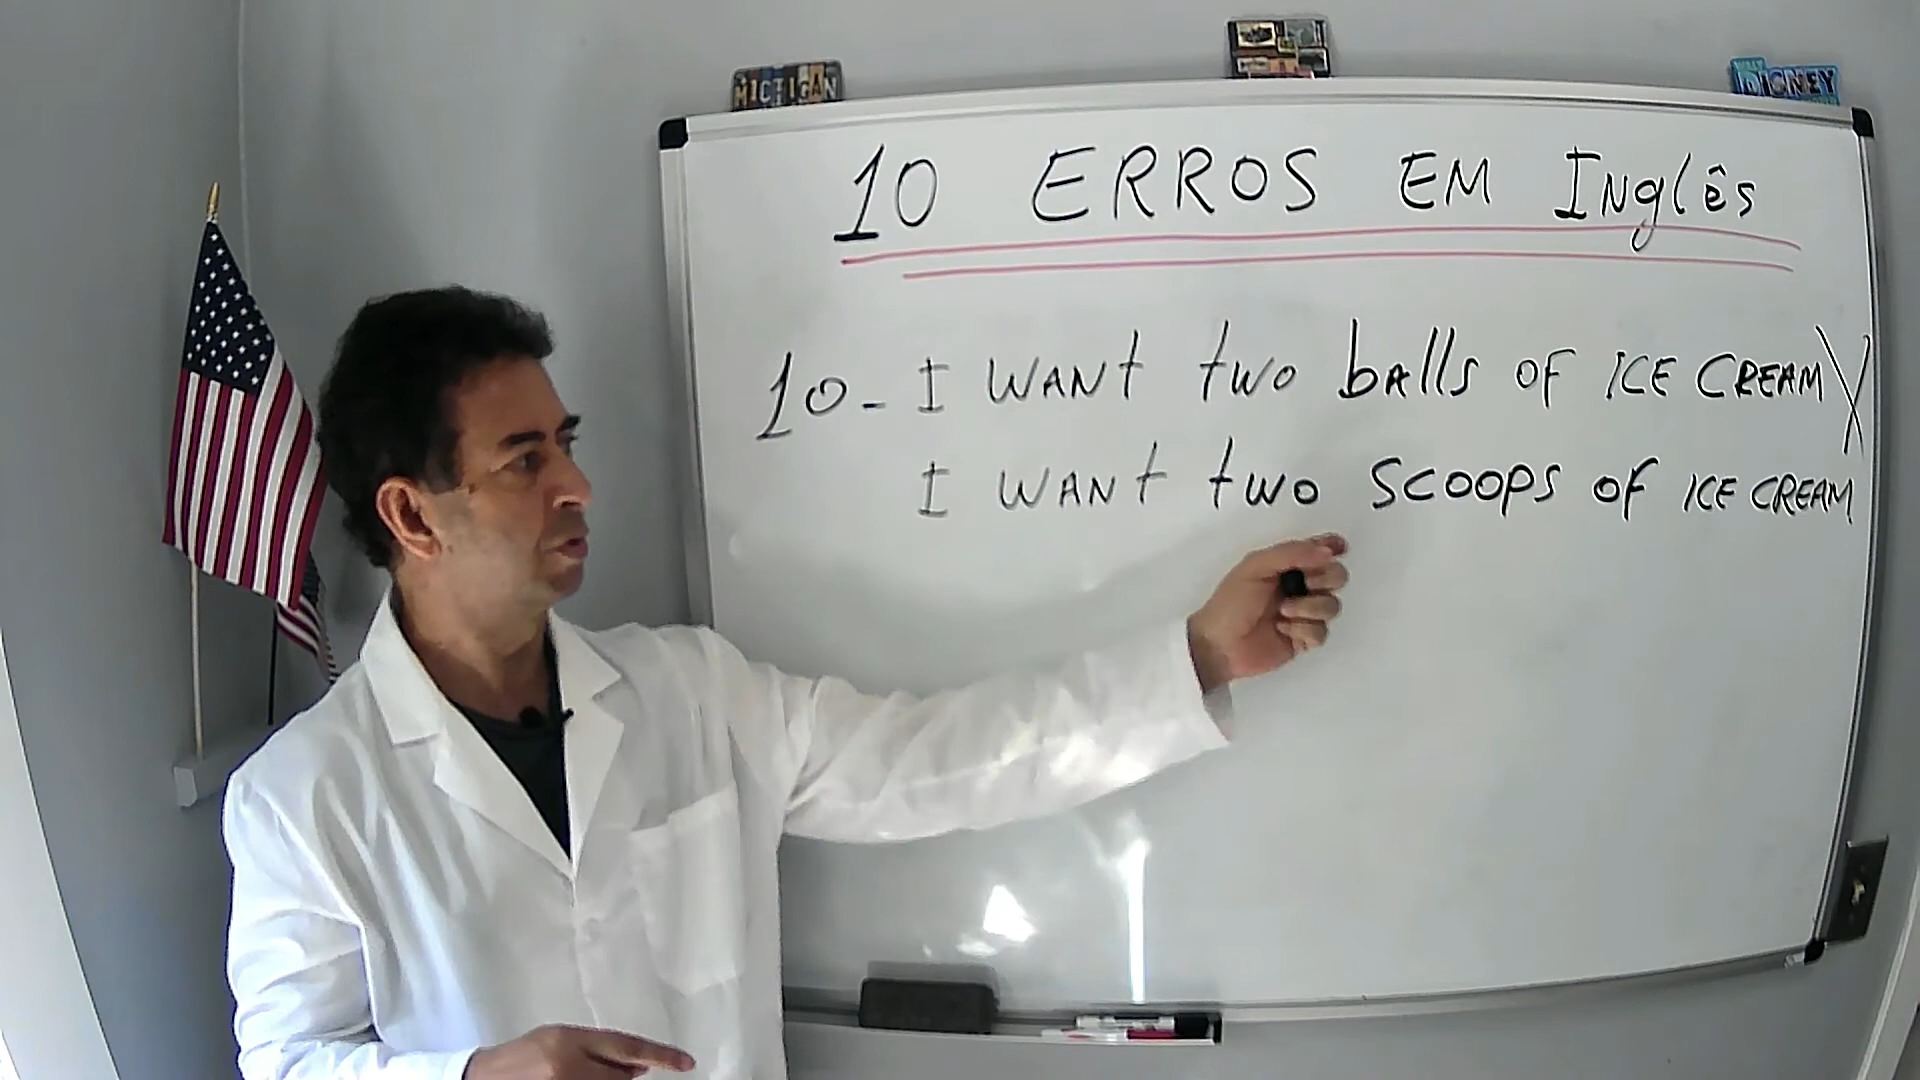 MICHIGAN
DISNEY
10 ERROS EM Inglês
10- I WANT two bAlls OF ICE CREAM X
I WANT two SCOOPS of ICE CREAM